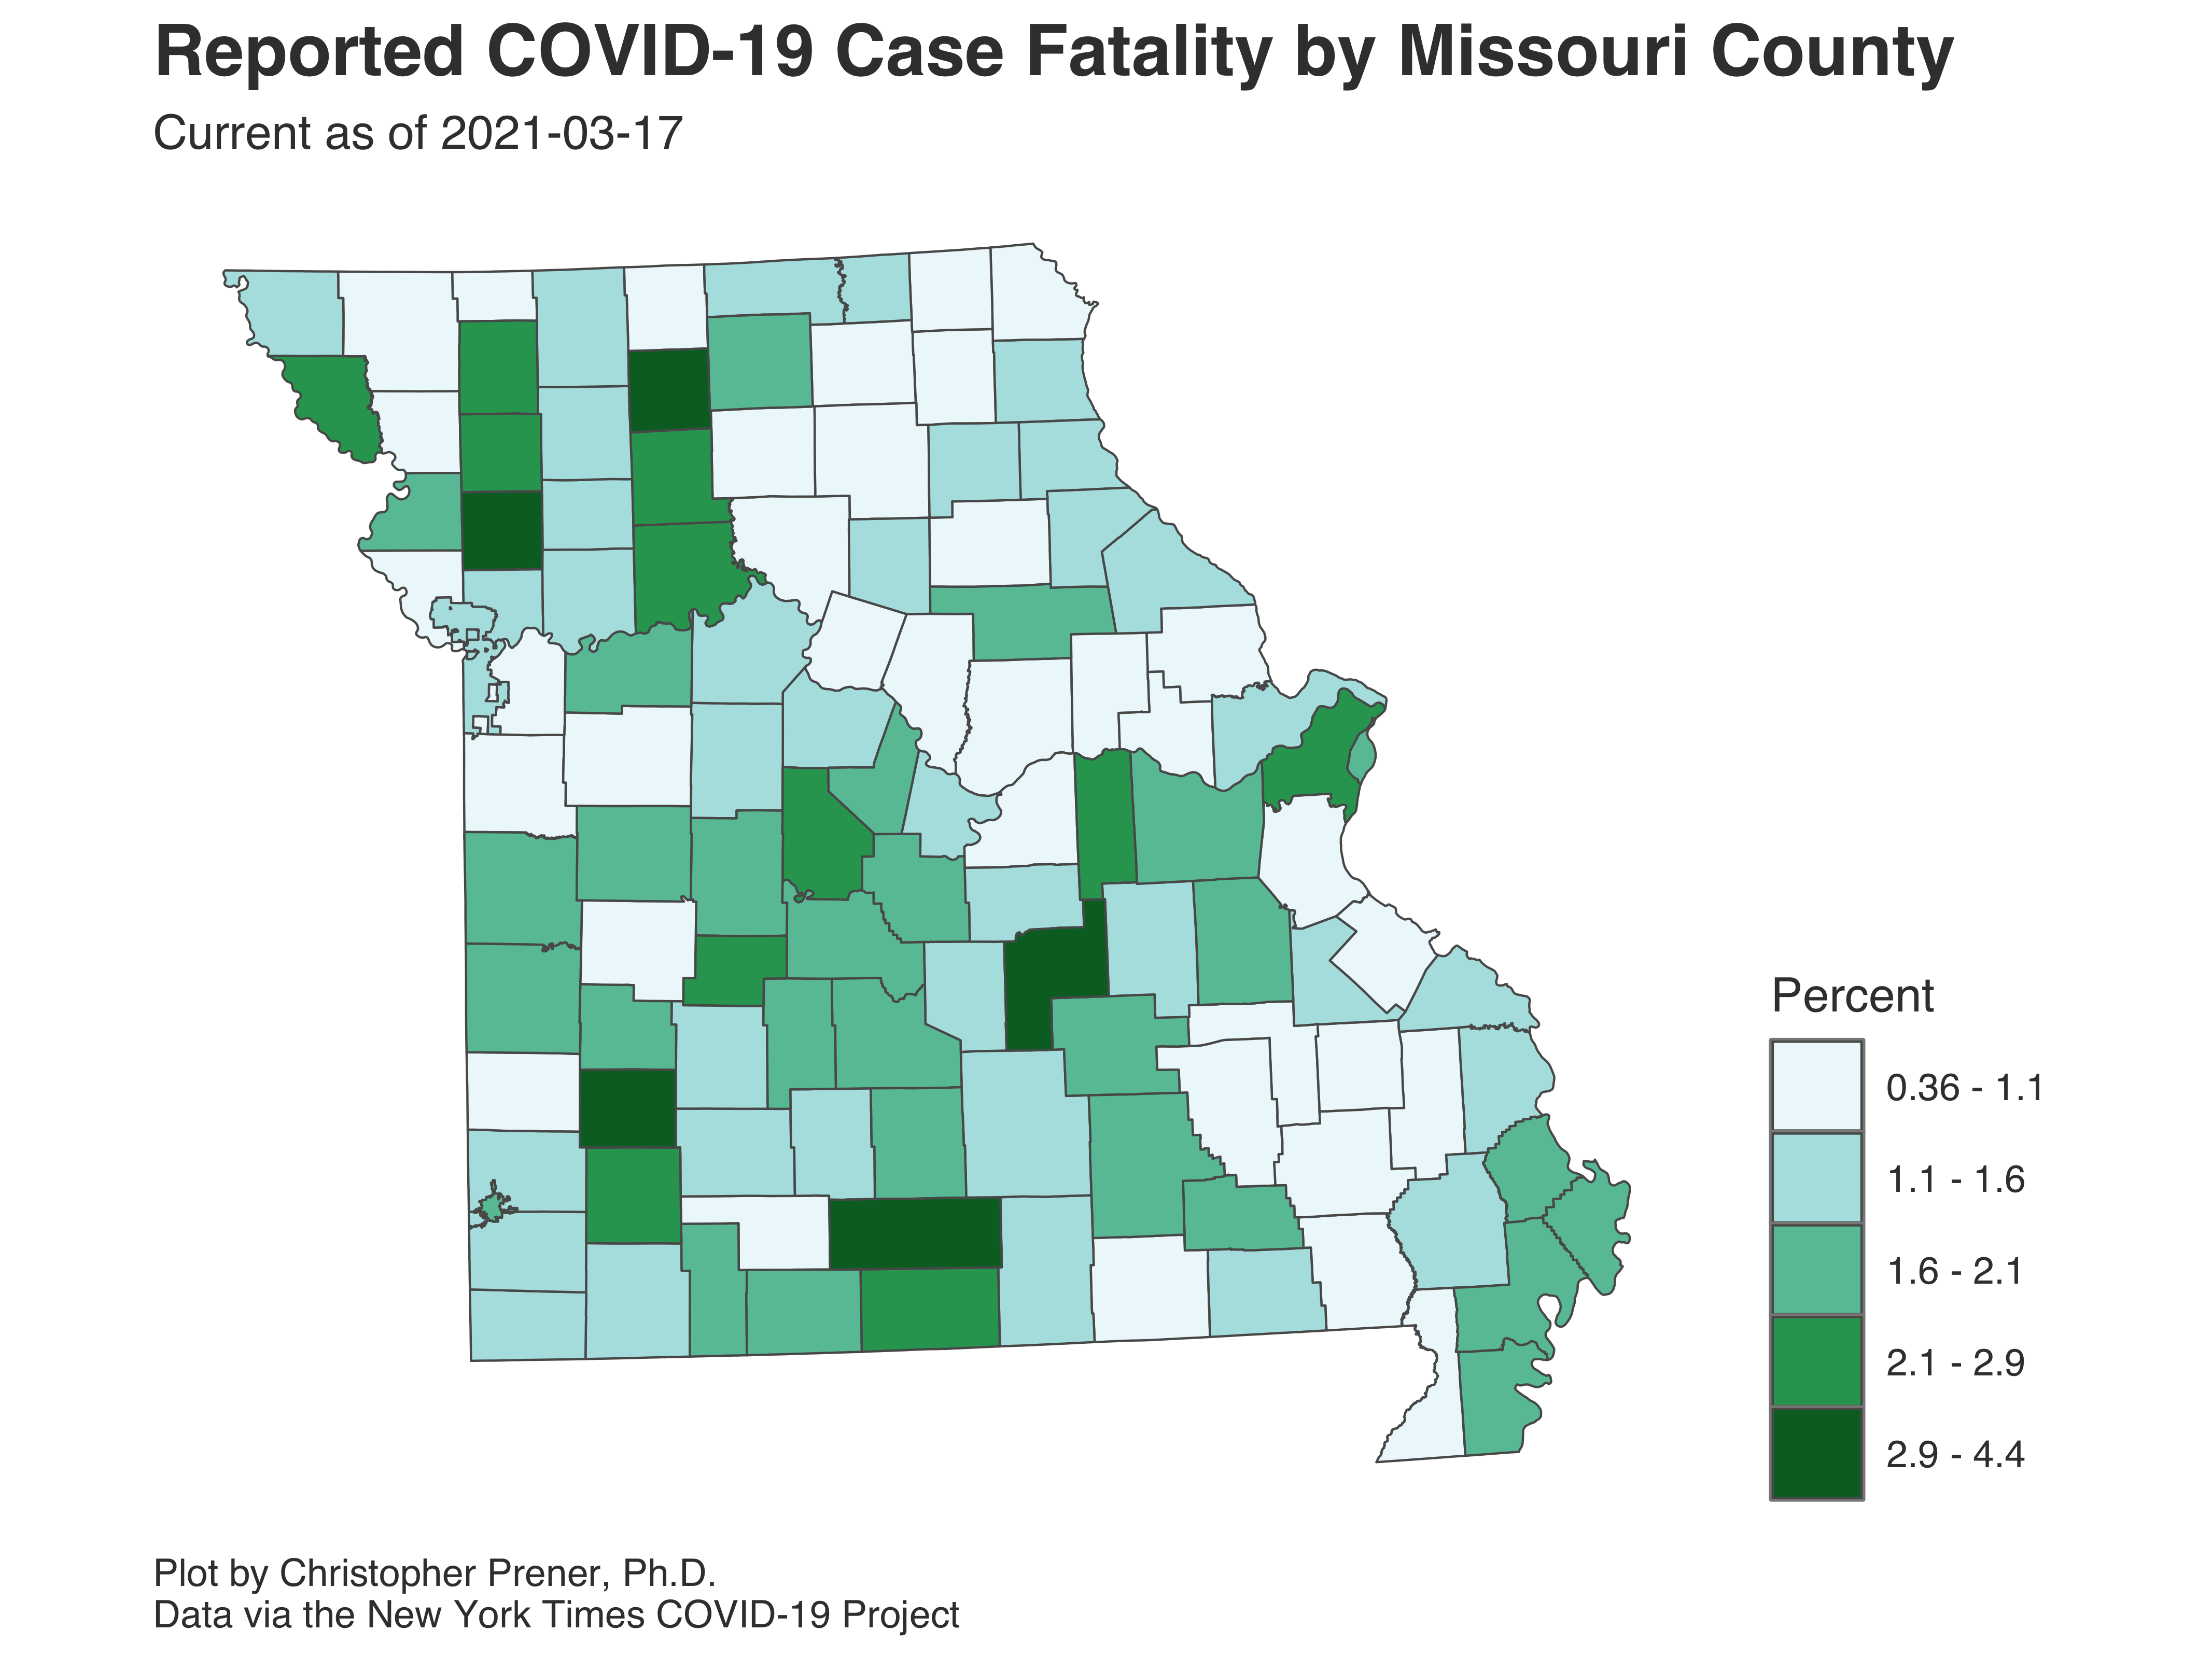 Reported COVID-19 Case Fatality by Missouri County
Current as of 2021-03-17
Percent
0.36 - 1.1
1.1 - 1.6
1.6 - 2.1
2.1 - 2.9
2.9 - 4.4
Plot by Christopher Prener, Ph.D.
Data via the New York Times COVID-19 Project